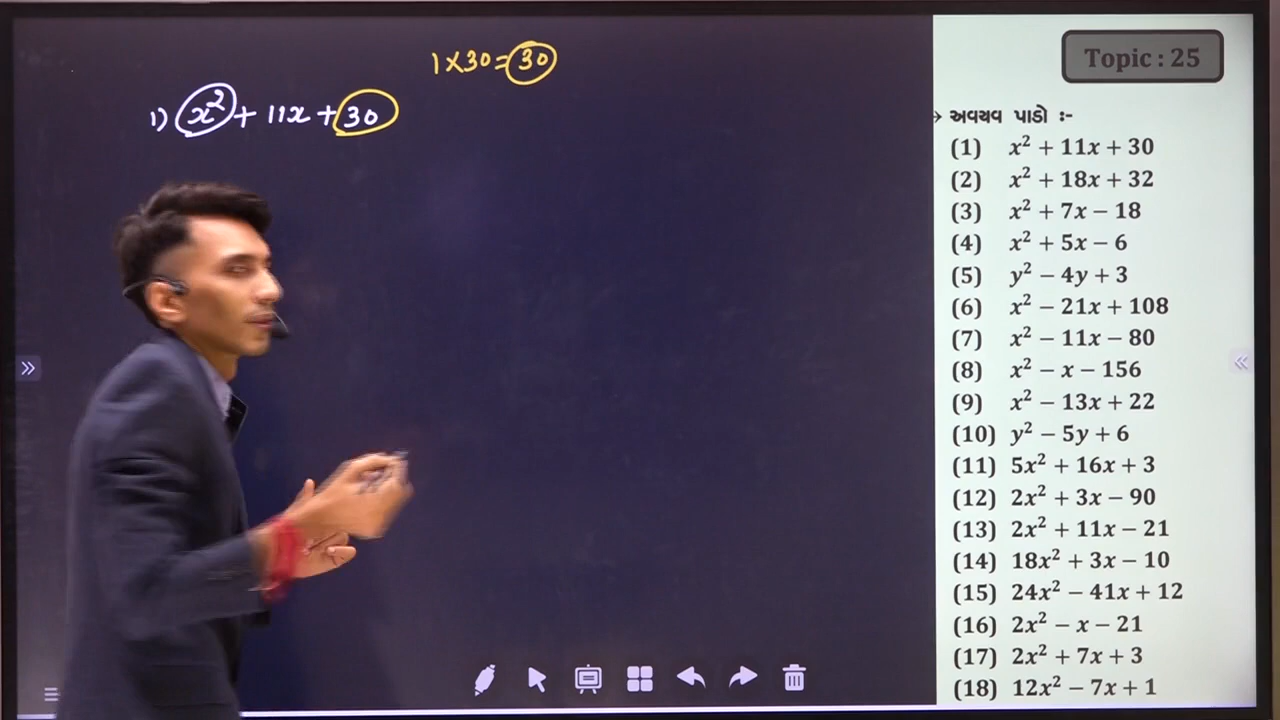 1×30=30
1) x²+ 11x +30
Topic : 25
→ અવયવ પાડો :-
(1) x² + 11x + 30
(2) x² + 18x + 32
(3) x² + 7x − 18
(4) x² + 5x − 6
(5) y² − 4y + 3
(6) x² − 21x + 108
(7) x² − 11x − 80
(8) x² − x − 156
(9) x² − 13x + 22
(10) y² − 5y + 6
(11) 5x² + 16x + 3
(12) 2x² + 3x − 90
(13) 2x² + 11x − 21
(14) 18x² + 3x − 10
(15) 24x² − 41x + 12
(16) 2x² − x − 21
(17) 2x² + 7x + 3
(18) 12x² − 7x + 1